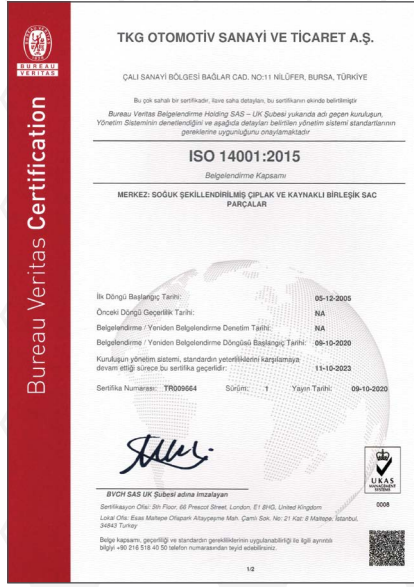 BUREAU
VERITAS
Bureau Veritas Certification
TKG OTOMOTİV SANAYİ VE TİCARET A.Ş.
ÇALI SANAYİ BÖLGESİ BAĞLAR CAD. NO:11 NİLÜFER, BURSA, TÜRKİYE
Bu çok sahalı bir sertifikadır, ilave saha detayları, bu sertifikanın ekinde belirtilmiştir
Bureau Veritas Belgelendirme Holding SAS – UK Şubesi yukarıda adı geçen kuruluşun,
Yönetim Sisteminin denetlendiğini ve aşağıda detayları belirtilen yönetim sistemi standartlarının
gereklerine uygunluğunu onaylamaktadır
ISO 14001:2015
Belgelendirme Kapsamı
MERKEZ: SOĞUK ŞEKİLLENDİRİLMİŞ ÇIPLAK VE KAYNAKLI BİRLEŞİK SAC
PARÇALAR
İlk Döngü Başlangıç Tarihi: 05-12-2005
Önceki Döngü Geçerlilik Tarihi: NA
Belgelendirme / Yeniden Belgelendirme Denetim Tarihi: NA
Belgelendirme / Yeniden Belgelendirme Döngüsü Başlangıç Tarihi: 09-10-2020
Kuruluşun yönetim sistemi, standardın yeterliliklerini karşılamaya
devam ettiği sürece bu sertifika geçerlidir: 11-10-2023
Sertifika Numarası: TR009664 Sürüm: 1 Yayın Tarihi: 09-10-2020
BVCH SAS UK Şubesi adına imzalayan
Sertifikasyon Ofisi: 5th Floor, 66 Prescot Street, London, E1 8HG, United Kingdom
Lokal Ofis: Esas Maltepe Ofispark Altayçeşme Mah. Çamlı Sok. No: 21 Kat: 8 Maltepe, İstanbul,
34843 Turkey
Belge kapsamı, geçerliliği ve standardın gerekliliklerinin uygulanabilirliği ile ilgili ayrıntılı
bilgiyi +90 216 518 40 50 telefon numarasından teyid edebilirsiniz.
UKAS
MANAGEMENT
SYSTEMS
0008
1/2